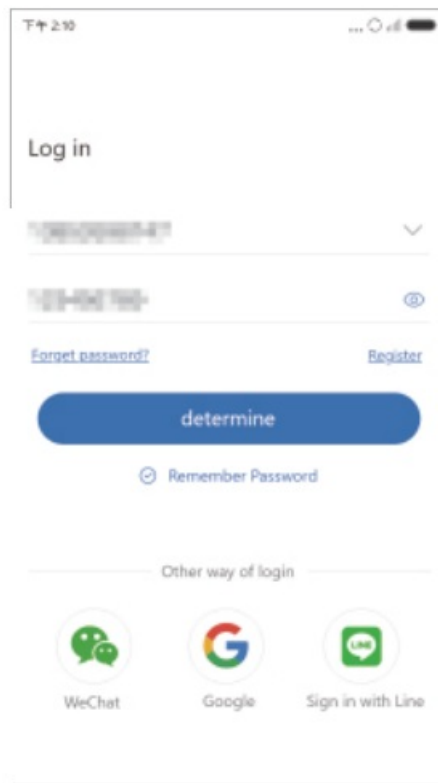 下午 2:10
Log in
Forget password?
Register
determine
Remember Password
Other way of login
LINE
WeChat
Google
Sign in with Line